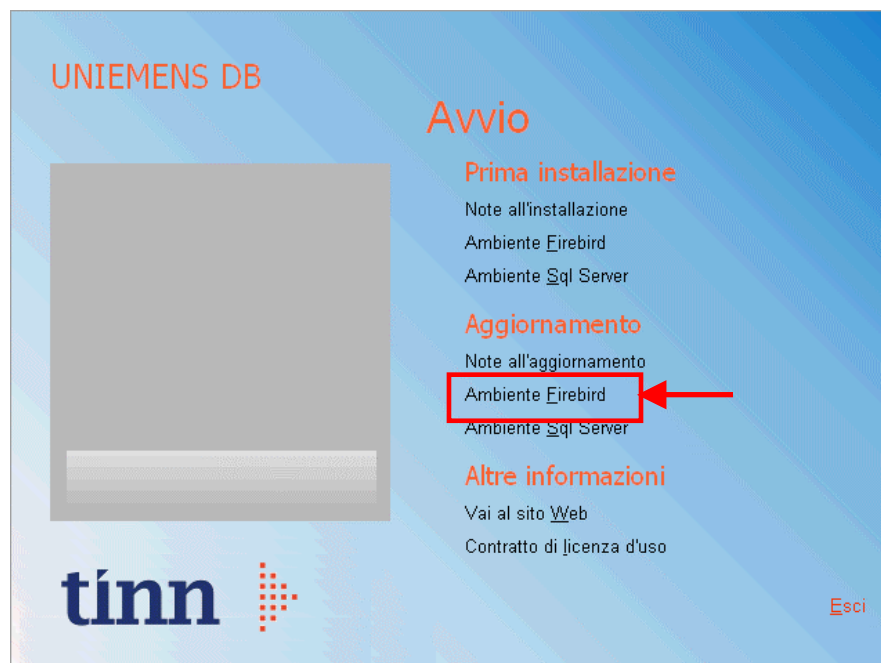 UNIEMENS DB
Avvio
Prima installazione
Note all'installazione
Ambiente Firebird
Ambiente Sql Server
Aggiornamento
Note all'aggiornamento
Ambiente Firebird
Ambiente Sql Server
Altre informazioni
Vai al sito Web
Contratto di licenza d'uso
tinn
Esci